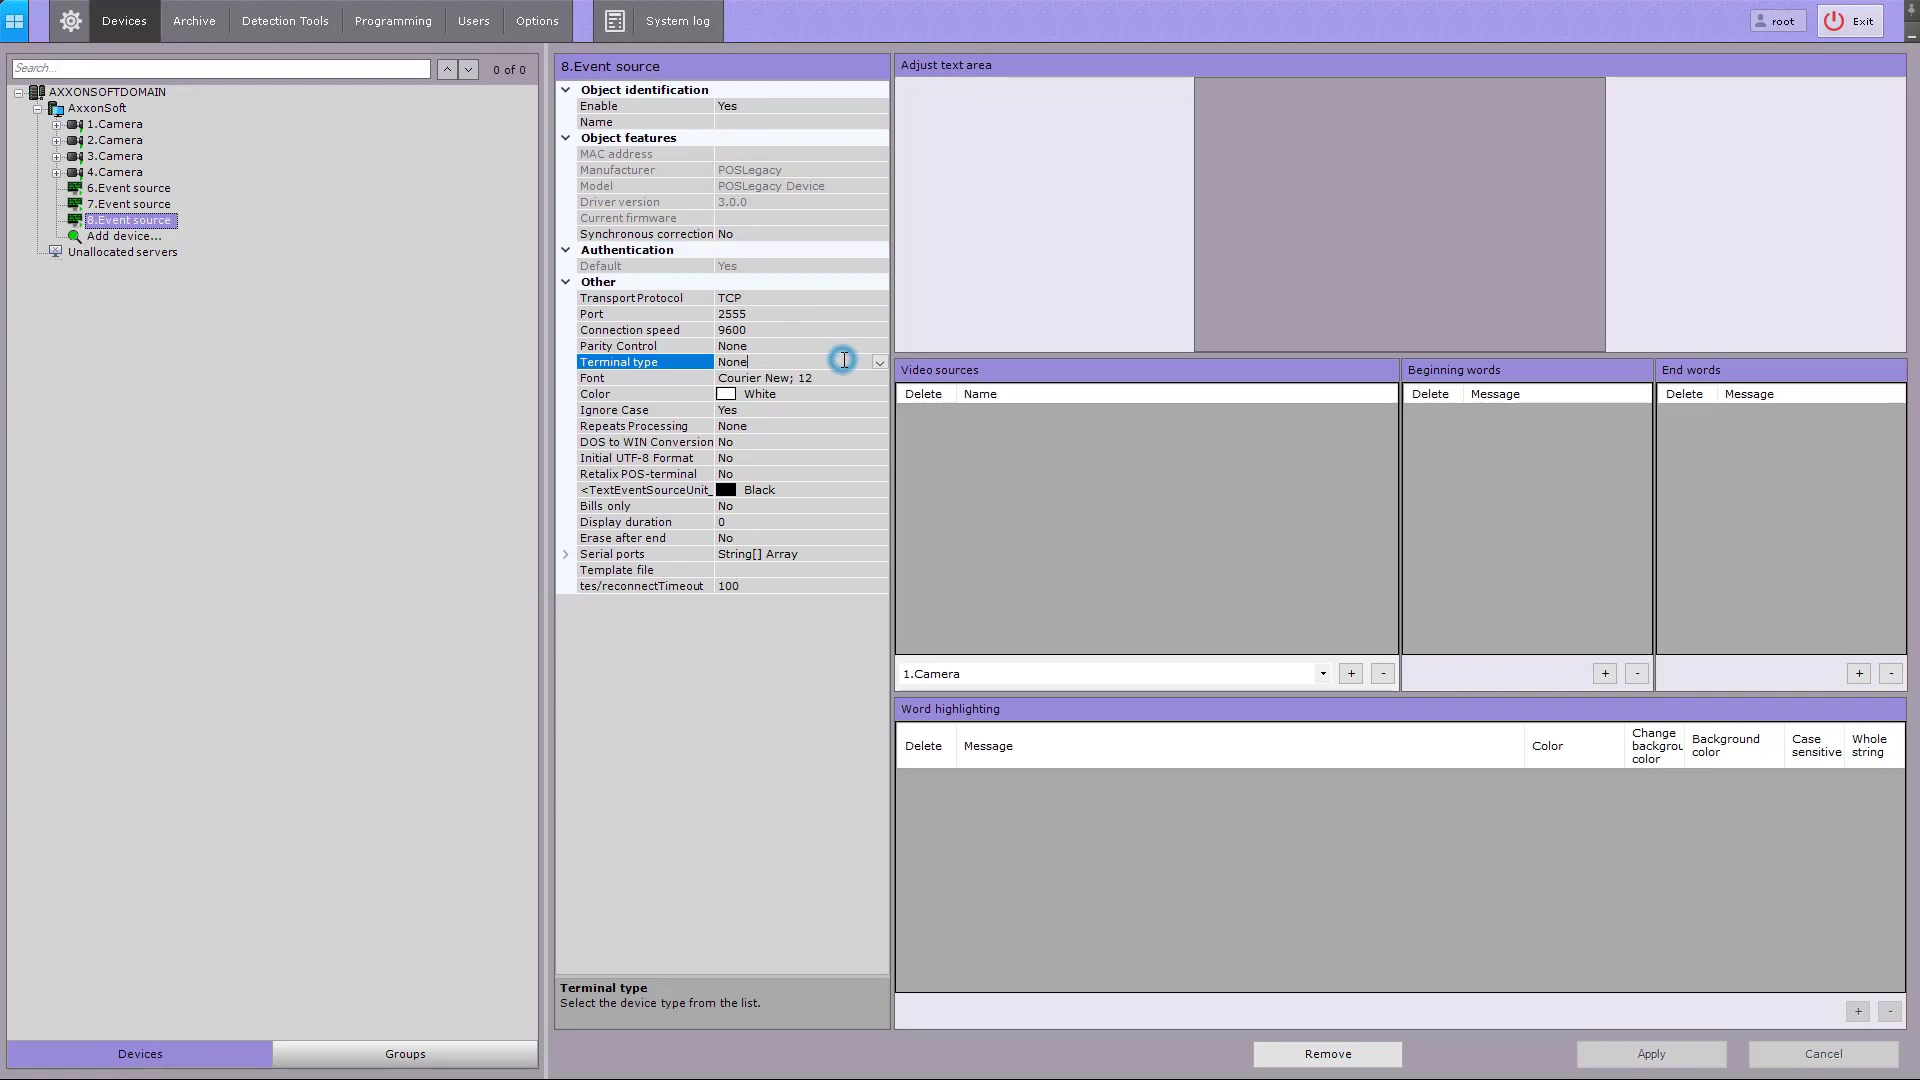 Devices
Archive
Detection Tools
Programming
Users
Options
System log
root
Exit
Search...
0 of 0
AXXONSOFTDOMAIN
AxxonSoft
1.Camera
2.Camera
3.Camera
4.Camera
6.Event source
7.Event source
8.Event source
Add device...
Unallocated servers
Devices
Groups
8.Event source
Object identification
Enable Yes
Name
Object features
MAC address
Manufacturer POSLegacy
Model POSLegacy Device
Driver version 3.0.0
Current firmware
Synchronous correction No
Authentication
Default Yes
Other
Transport Protocol TCP
Port 2555
Connection speed 9600
Parity Control None
Terminal type None
Font Courier New; 12
Color White
Ignore Case Yes
Repeats Processing None
DOS to WIN Conversion No
Initial UTF-8 Format No
Retalix POS-terminal No
<TextEventSourceUnit_ Black
Bills only No
Display duration 0
Erase after end No
Serial ports String[] Array
Template file
tes/reconnectTimeout 100
Terminal type
Select the device type from the list.
Adjust text area
Video sources
Delete Name
1.Camera + -
Beginning words
Delete Message
+ -
End words
Delete Message
+ -
Word highlighting
Delete
Message
Color
Change
backgrou
color
Background
color
Case
sensitive
Whole
string
+ -
Remove
Apply
Cancel